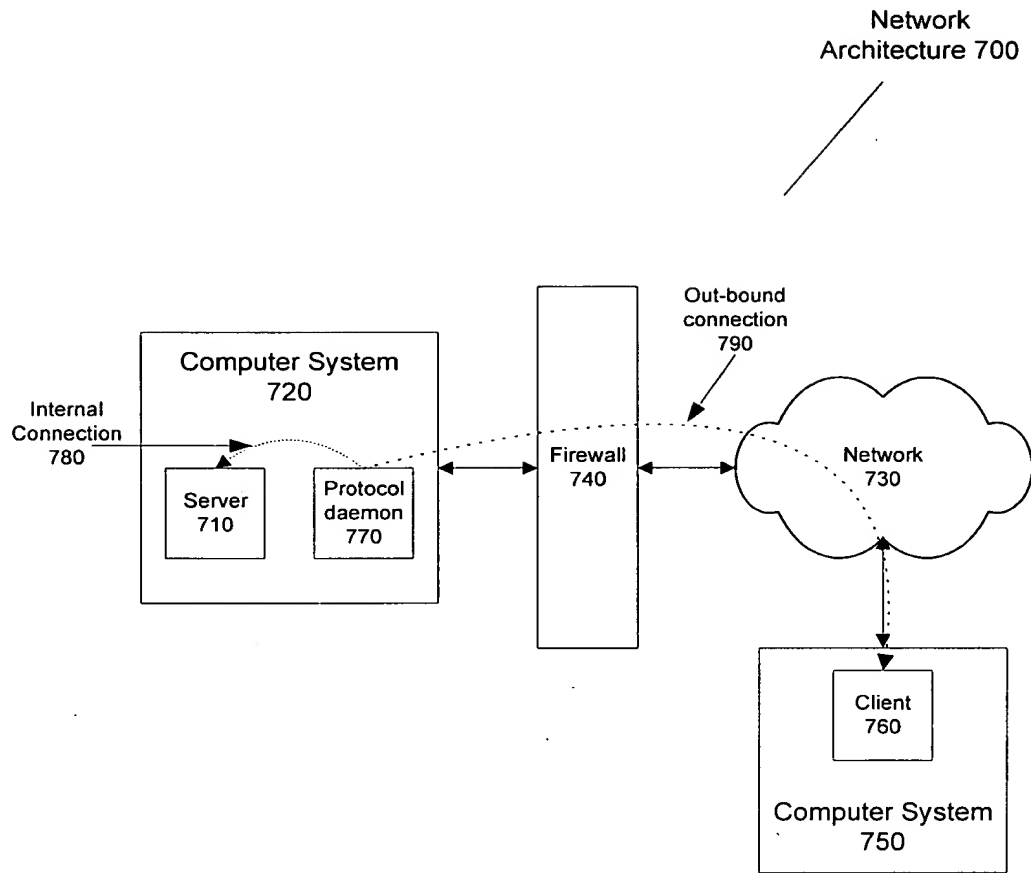 Network
Architecture 700
Out-bound
connection
790
Computer System
720
Internal
Connection
780
Server
710
Protocol
daemon
770
Firewall
740
Network
730
Client
760
Computer System
750